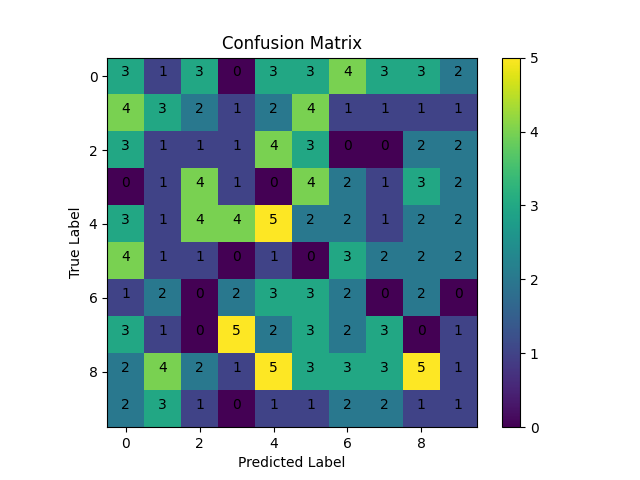 Confusion Matrix
0 3 1 3 0 3 3 4 3 3 2
4 3 2 1 2 4 1 1 1 1
2 3 1 1 1 4 3 0 0 2 2
0 1 4 1 0 4 2 1 3 2
4 3 1 4 4 5 2 2 1 2 2
4 1 1 0 1 0 3 2 2 2
6 1 2 0 2 3 3 2 0 2 0
3 1 0 5 2 3 2 3 0 1
8 2 4 2 1 5 3 3 3 5 1
2 3 1 0 1 1 2 2 1 1
0 2 4 6 8
Predicted Label
True Label
5
4
3
2
1
0